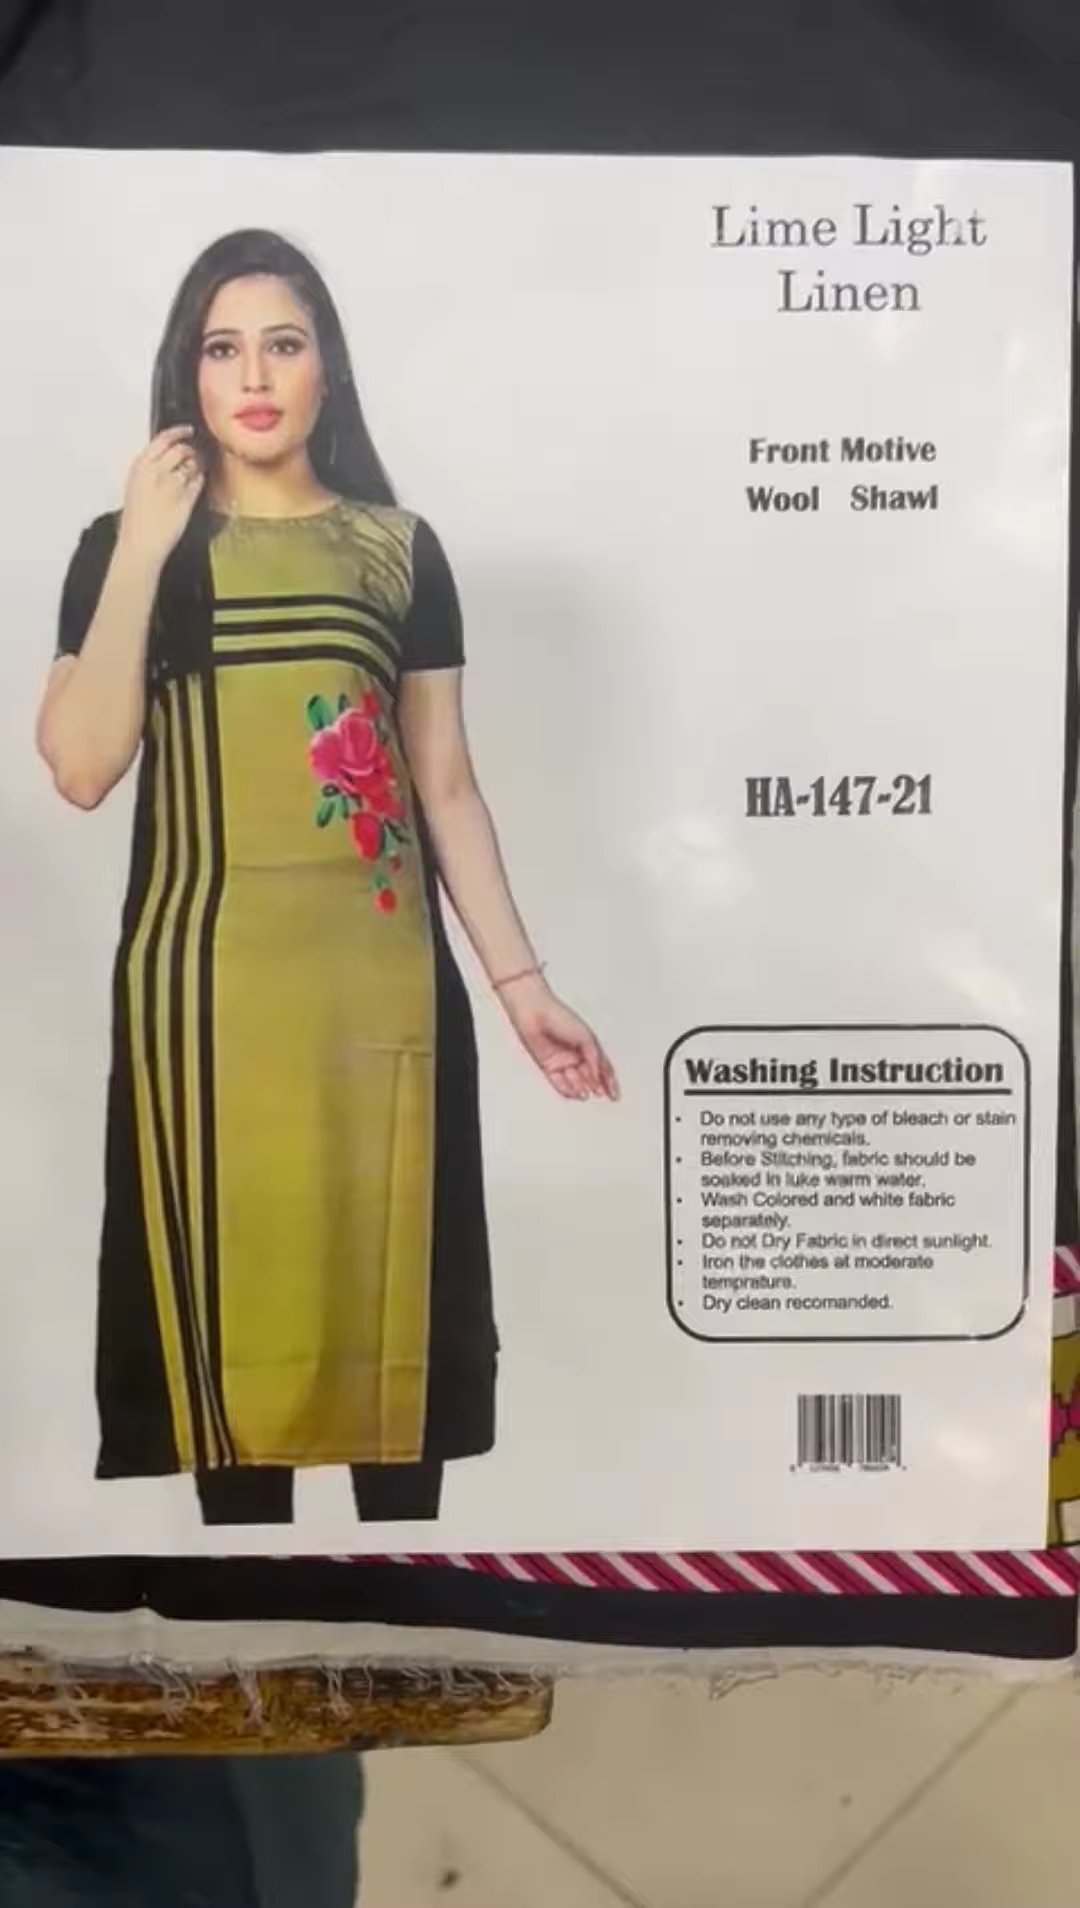 Lime Light
Linen
Front Motive
Wool Shawl
HA-147-21
Washing Instruction
• Do not use any type of bleach or stain
removing chemicals.
• Before Stitching, fabric should be
soaked in luke warm water.
• Wash Colored and white fabric
separately.
• Do not Dry Fabric in direct sunlight.
• Iron the clothes at moderate
temprature.
• Dry clean recomanded.